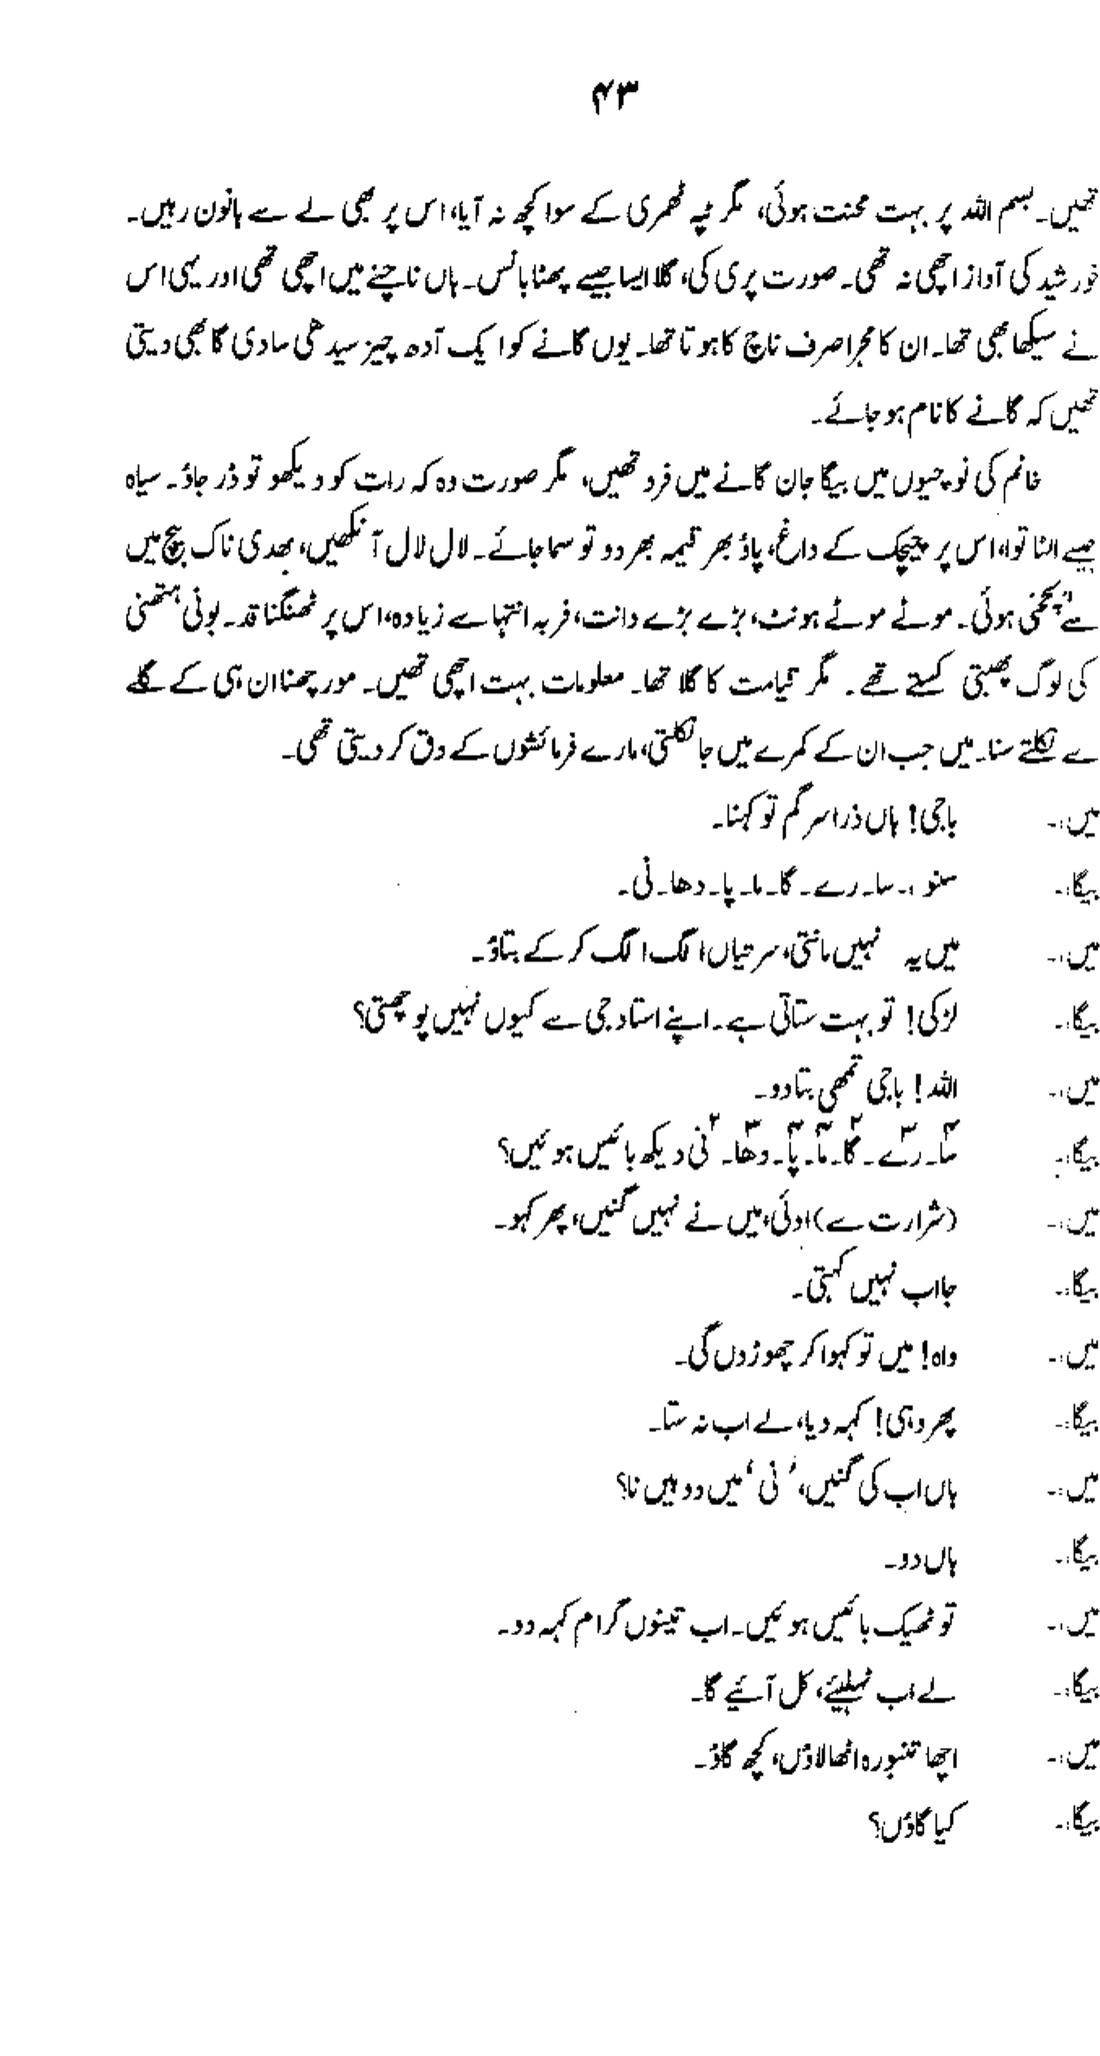 ۴۳
تھیں۔ بسم اللہ پر بہت محنت ہوئی، مگر ٹپہ ٹھمری کے سوا کچھ نہ آیا، اس پر بھی لے سے بانون رہیں۔
خورشید کی آواز اچھی نہ تھی۔ صورت پری کی، گلا ایسا جیسے پھٹا بانس۔ ہاں ناچنے میں اچھی تھی اور یہی اس
نے سیکھا بھی تھا۔ ان کا مجرا صرف ناچ کا ہوتا تھا۔ یوں گانے کو ایک آدھ چیز سیدھی سادی گا بھی دیتی
تھیں کہ گانے کا نام ہو جائے۔
خانم کی نوچیوں میں بیگا جان گانے میں فرد تھیں، مگر صورت وہ کہ رات کو دیکھو تو ڈر جاؤ۔ سیاہ
جیسے الٹا توا، اس پر چیچک کے داغ، پاؤ بھر قیمہ بھر دو تو سما جائے۔ لال لال آنکھیں، بھدی ناک بیچ میں
سے پچخی ہوئی۔ موٹے موٹے ہونٹ، بڑے بڑے دانت، فربہ انتہا سے زیادہ، اس پر ٹھنگنا قد۔ بونی ہتھنی
کی لوگ پھبتی کستے تھے۔ مگر قیامت کا گلا تھا۔ معلومات بہت اچھی تھیں۔ مورچھنا ان ہی کے گلے
سے نکلتے سنا۔ میں جب ان کے کمرے میں جا نکلتی، مارے فرمائشوں کے دق کر دیتی تھی۔
میں:۔ باجی! ہاں ذرا سرگم تو کہنا۔
بیگا:۔ سنو:۔ سا۔ رے۔ گا۔ ما۔ پا۔ دھا۔ نی۔
میں:۔ میں یہ نہیں مانتی، سرتیاں الگ الگ کر کے بتاؤ۔
بیگا:۔ لڑکی! تو بہت ستاتی ہے۔ اپنے استاد جی سے کیوں نہیں پوچھتی؟
میں:۔ اللہ! باجی تمھی بتا دو۔
بیگا:۔ سا۔ رے۔ گا۔ ما۔ پا۔ دھا۔ نی دیکھ بائیس ہوئیں؟
میں:۔ (شرارت سے) اوئی، میں نے نہیں گنیں، پھر کہو۔
بیگا:۔ جا اب نہیں کہتی۔
میں:۔ واہ! میں تو کہوا کر چھوڑوں گی۔
بیگا:۔ پھر وہی! کہہ دیا، لے اب نہ ستا۔
میں:۔ ہاں اب کی گنیں، ’نی‘ میں دو ہیں نا؟
بیگا:۔ ہاں دو۔
میں:۔ تو ٹھیک بائیس ہوئیں۔ اب تینوں گرام کہہ دو۔
بیگا:۔ لے اب ٹہلیئے، کل آئیے گا۔
میں:۔ اچھا تنبورہ اٹھا لاؤں، کچھ گاؤ۔
بیگا:۔ کیا گاؤں؟